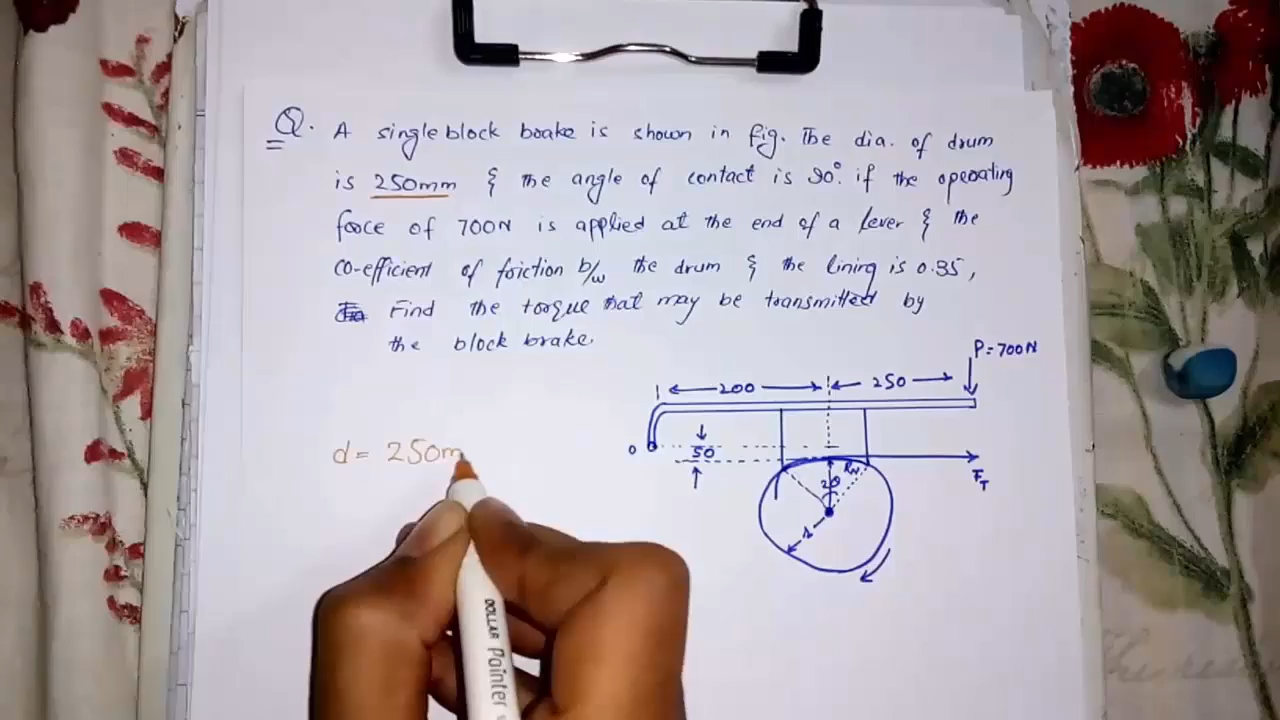 Q. A single block brake is shown in fig. The dia. of drum
is 250mm & the angle of contact is 90°. if the operating
force of 700N is applied at the end of a lever & the
co-efficient of friction b/w the drum & the lining is 0.35,
Find the torque that may be transmitted by
the block brake.
P=700N
200
250
O
50
FT
RN
2θ
r
d = 250m
DOLLAR Pointer